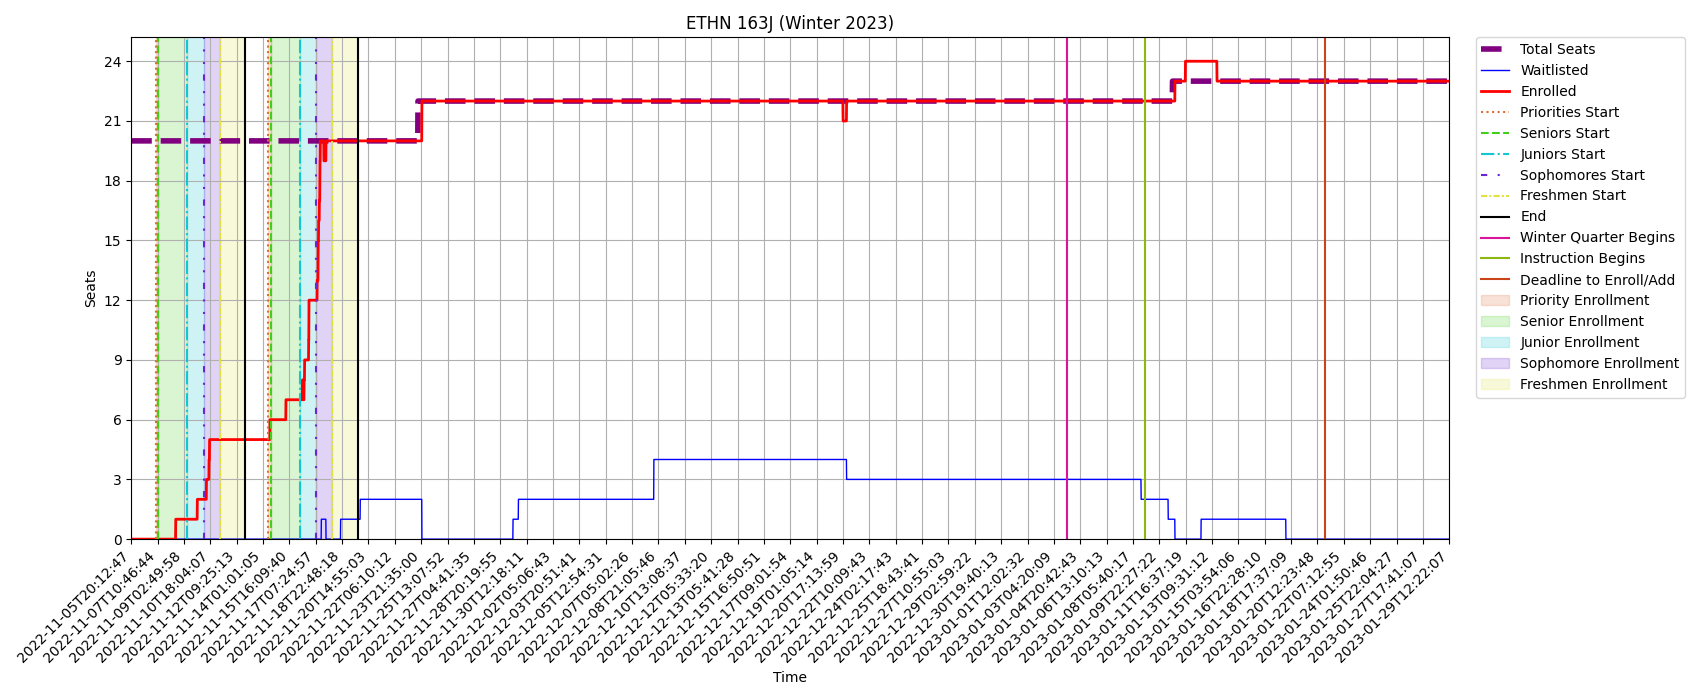 ETHN 163J (Winter 2023)
Seats
24
21
18
15
12
9
6
3
0
2022-11-05T20:12:47
2022-11-07T10:46:44
2022-11-09T02:49:58
2022-11-10T18:04:07
2022-11-12T09:25:13
2022-11-14T01:01:05
2022-11-15T16:09:40
2022-11-17T07:24:57
2022-11-18T22:48:18
2022-11-20T14:55:03
2022-11-22T06:10:12
2022-11-23T21:35:00
2022-11-25T13:07:52
2022-11-27T04:41:35
2022-11-28T20:19:55
2022-11-30T12:18:11
2022-12-02T05:06:43
2022-12-03T20:51:41
2022-12-05T12:54:31
2022-12-07T05:02:26
2022-12-08T21:05:46
2022-12-10T13:08:37
2022-12-12T05:33:20
2022-12-13T05:41:28
2022-12-15T16:50:51
2022-12-17T09:01:54
2022-12-19T01:05:14
2022-12-20T17:13:59
2022-12-22T10:09:43
2022-12-24T02:17:43
2022-12-25T18:43:41
2022-12-27T10:55:03
2022-12-29T02:59:22
2022-12-30T19:40:13
2023-01-01T12:02:32
2023-01-03T04:20:09
2023-01-04T20:42:43
2023-01-06T13:10:13
2023-01-08T05:40:17
2023-01-09T22:27:22
2023-01-11T16:37:19
2023-01-13T09:31:12
2023-01-15T03:54:06
2023-01-16T22:28:10
2023-01-18T17:37:09
2023-01-20T12:23:48
2023-01-22T07:12:55
2023-01-24T01:50:46
2023-01-25T22:04:27
2023-01-27T17:41:07
2023-01-29T12:22:07
Time
Total Seats
Waitlisted
Enrolled
Priorities Start
Seniors Start
Juniors Start
Sophomores Start
Freshmen Start
End
Winter Quarter Begins
Instruction Begins
Deadline to Enroll/Add
Priority Enrollment
Senior Enrollment
Junior Enrollment
Sophomore Enrollment
Freshmen Enrollment